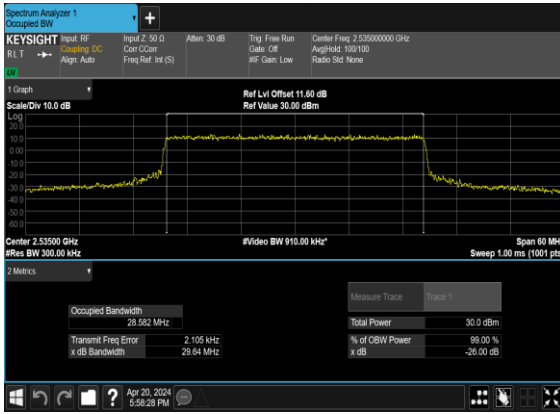 Spectrum Analyzer 1
Occupied BW
KEYSIGHT
RLT
LXI
Input: RF
Coupling: DC
Align: Auto
Input Z: 50 Ω
Corr CCorr
Freq Ref: Int (S)
Atten: 30 dB
Trig: Free Run
Gate: Off
#IF Gain: Low
Center Freq: 2.535000000 GHz
Avg|Hold: 100/100
Radio Std: None
1 Graph
Scale/Div 10.0 dB
Ref Lvl Offset 11.60 dB
Ref Value 30.00 dBm
Log
20.0
10.0
0.00
-10.0
-20.0
-30.0
-40.0
-50.0
-60.0
Center 2.53500 GHz
#Res BW 300.00 kHz
#Video BW 910.00 kHz*
Span 60 MH
Sweep 1.00 ms (1001 pts
2 Metrics
Measure Trace Trace 1
Occupied Bandwidth
28.582 MHz
Total Power 30.0 dBm
Transmit Freq Error 2.105 kHz
% of OBW Power 99.00 %
x dB Bandwidth 29.64 MHz
x dB -26.00 dB
Apr 20, 2024
5:58:28 PM